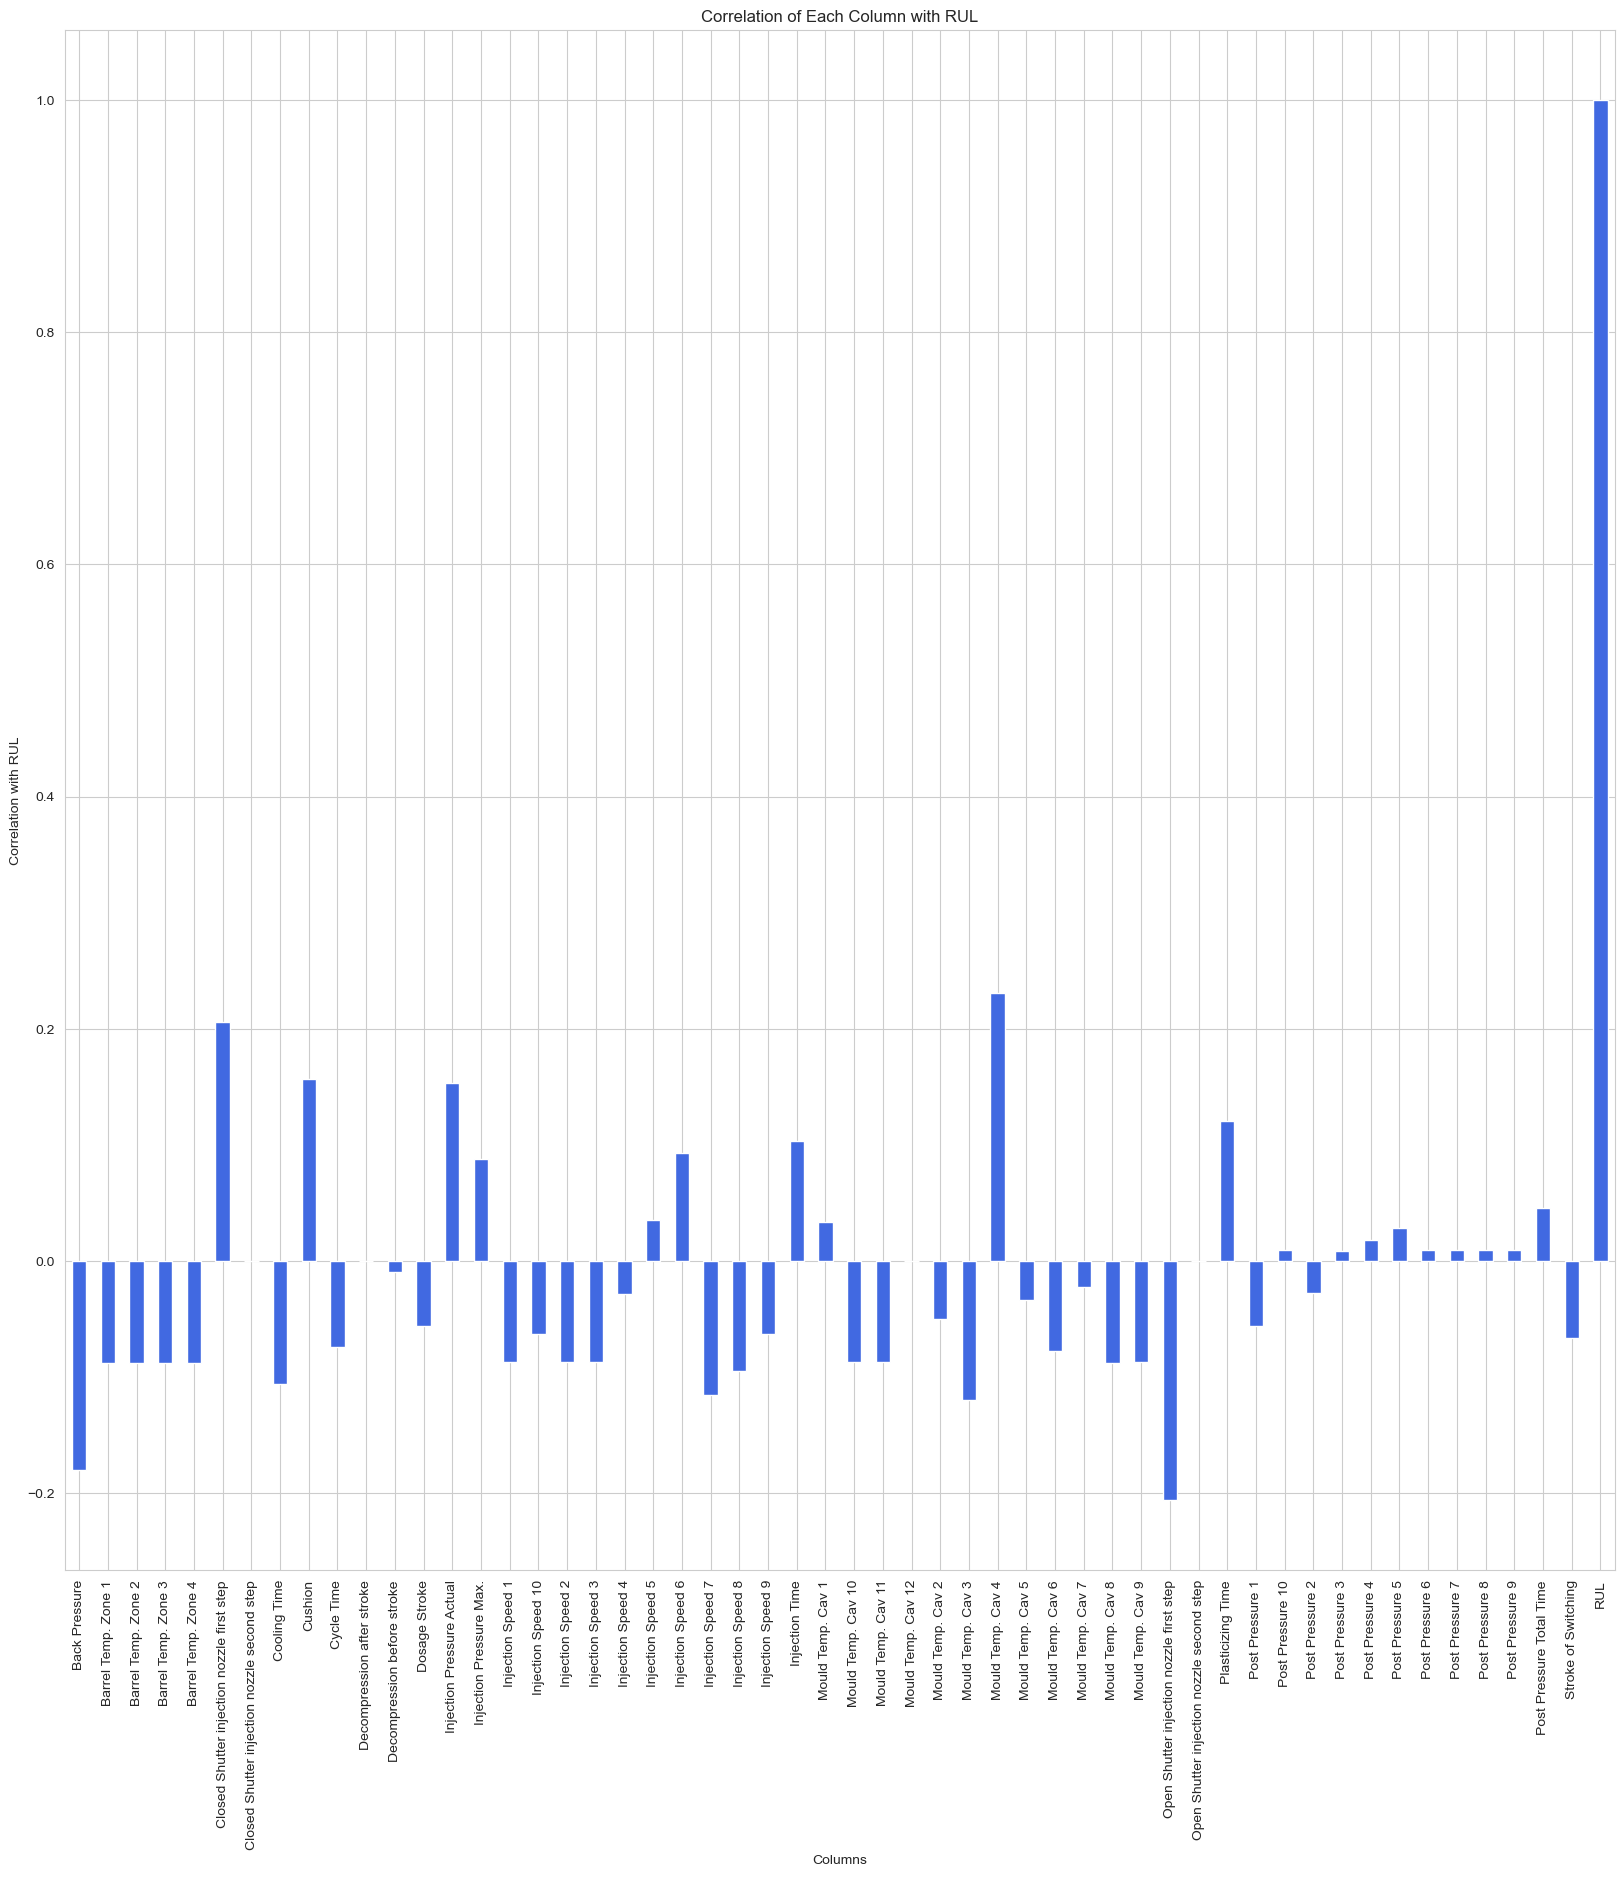 Correlation of Each Column with RUL
1.0
0.8
0.6
0.4
0.2
0.0
−0.2
Correlation with RUL
Back Pressure
Barrel Temp. Zone 1
Barrel Temp. Zone 2
Barrel Temp. Zone 3
Barrel Temp. Zone 4
Closed Shutter injection nozzle first step
Closed Shutter injection nozzle second step
Cooling Time
Cushion
Cycle Time
Decompression after stroke
Decompression before stroke
Dosage Stroke
Injection Pressure Actual
Injection Pressure Max.
Injection Speed 1
Injection Speed 10
Injection Speed 2
Injection Speed 3
Injection Speed 4
Injection Speed 5
Injection Speed 6
Injection Speed 7
Injection Speed 8
Injection Speed 9
Injection Time
Mould Temp. Cav 1
Mould Temp. Cav 10
Mould Temp. Cav 11
Mould Temp. Cav 12
Mould Temp. Cav 2
Mould Temp. Cav 3
Mould Temp. Cav 4
Mould Temp. Cav 5
Mould Temp. Cav 6
Mould Temp. Cav 7
Mould Temp. Cav 8
Mould Temp. Cav 9
Open Shutter injection nozzle first step
Open Shutter injection nozzle second step
Plasticizing Time
Post Pressure 1
Post Pressure 10
Post Pressure 2
Post Pressure 3
Post Pressure 4
Post Pressure 5
Post Pressure 6
Post Pressure 7
Post Pressure 8
Post Pressure 9
Post Pressure Total Time
Stroke of Switching
RUL
Columns